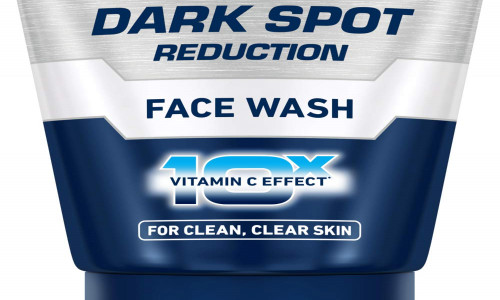 DARK SPOT
REDUCTION
FACE WASH
10X
VITAMIN C EFFECT*
FOR CLEAN, CLEAR SKIN